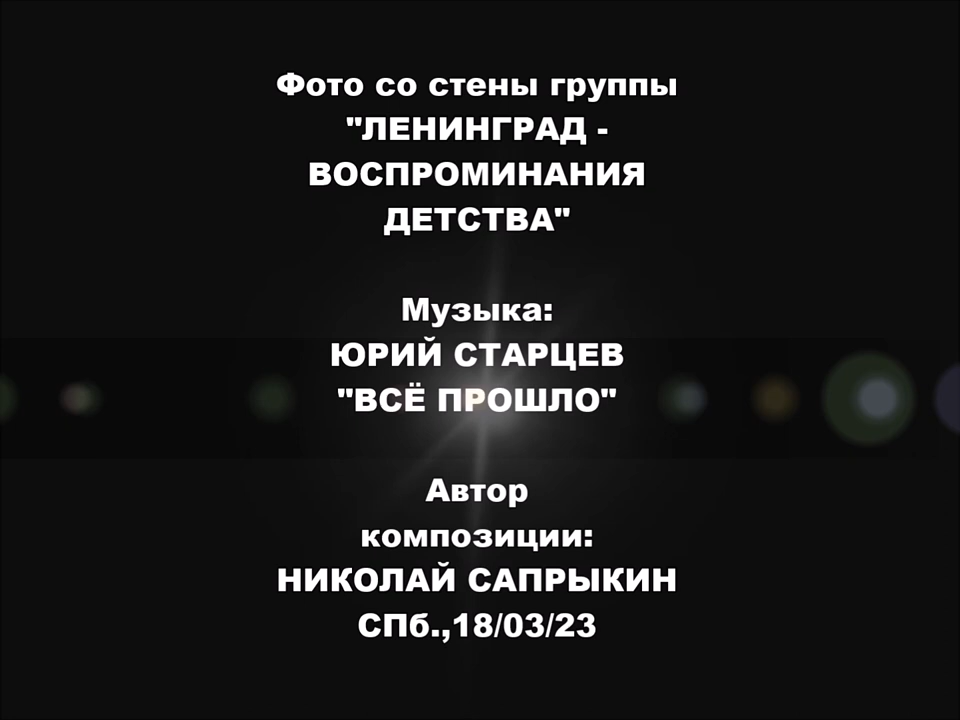 Фото со стены группы
"ЛЕНИНГРАД -
ВОСПРОМИНАНИЯ
ДЕТСТВА"
Музыка:
ЮРИЙ СТАРЦЕВ
"ВСЁ ПРОШЛО"
Автор
композиции:
НИКОЛАЙ САПРЫКИН
СПб.,18/03/23